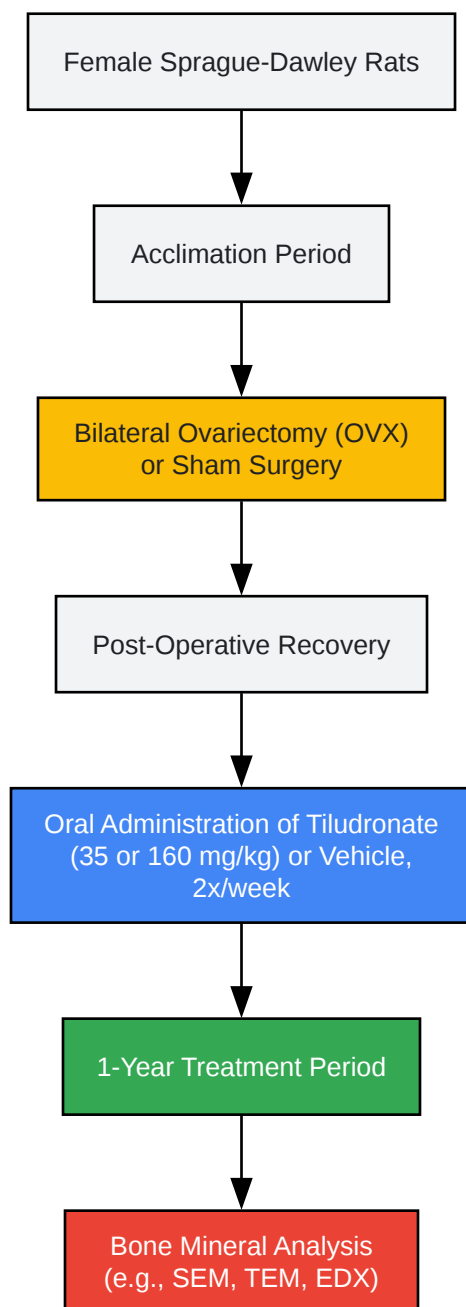 Female Sprague-Dawley Rats
Acclimation Period
Bilateral Ovariectomy (OVX)
or Sham Surgery
Post-Operative Recovery
Oral Administration of Tiludronate
(35 or 160 mg/kg) or Vehicle,
2x/week
1-Year Treatment Period
Bone Mineral Analysis
(e.g., SEM, TEM, EDX)